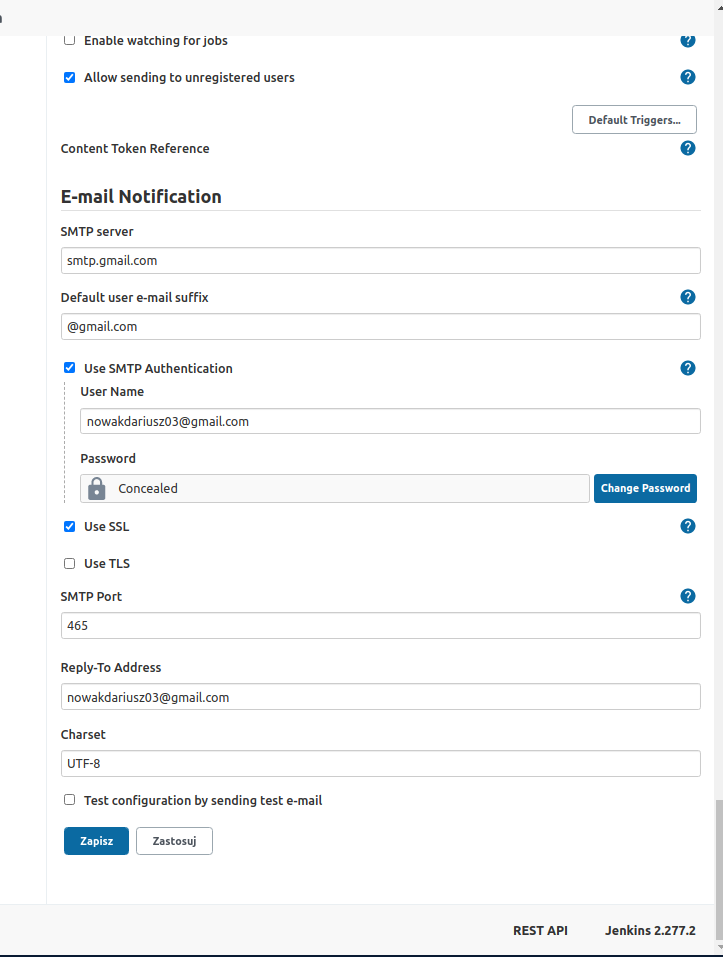 Enable watching for jobs
Allow sending to unregistered users
Default Triggers...
Content Token Reference
E-mail Notification
SMTP server
smtp.gmail.com
Default user e-mail suffix
@gmail.com
Use SMTP Authentication
User Name
nowakdariusz03@gmail.com
Password
Concealed
Change Password
Use SSL
Use TLS
SMTP Port
465
Reply-To Address
nowakdariusz03@gmail.com
Charset
UTF-8
Test configuration by sending test e-mail
Zapisz Zastosuj
REST API Jenkins 2.277.2